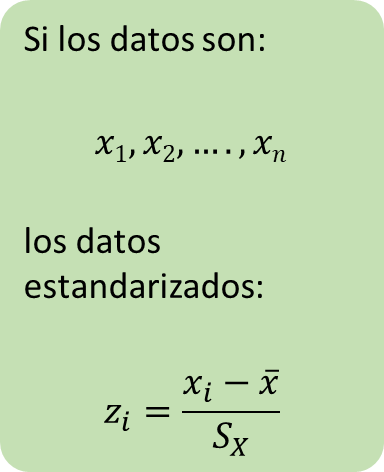 Si los datos son:
x₁, x₂, … . , xₙ
los datos
estandarizados:
zᵢ = (xᵢ − x̄) / S_X